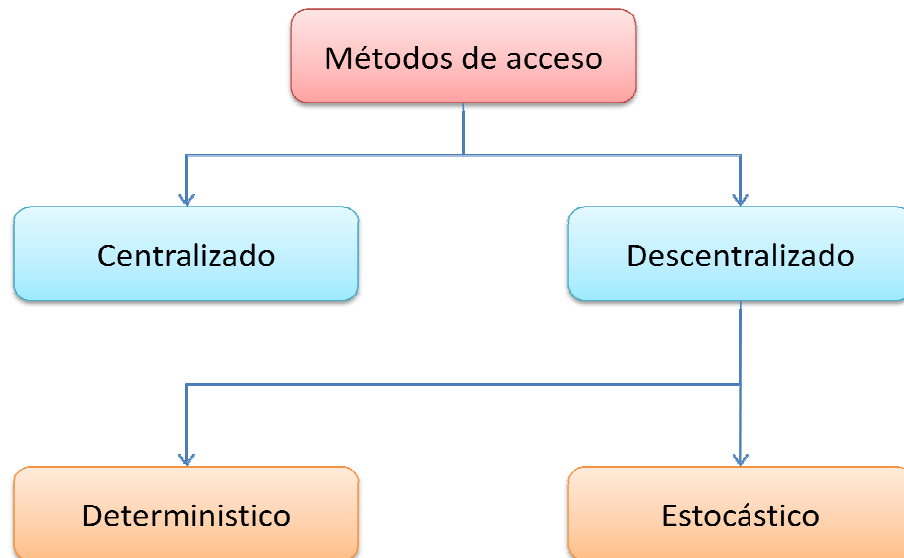 Métodos de acceso
Centralizado
Descentralizado
Deterministico
Estocástico